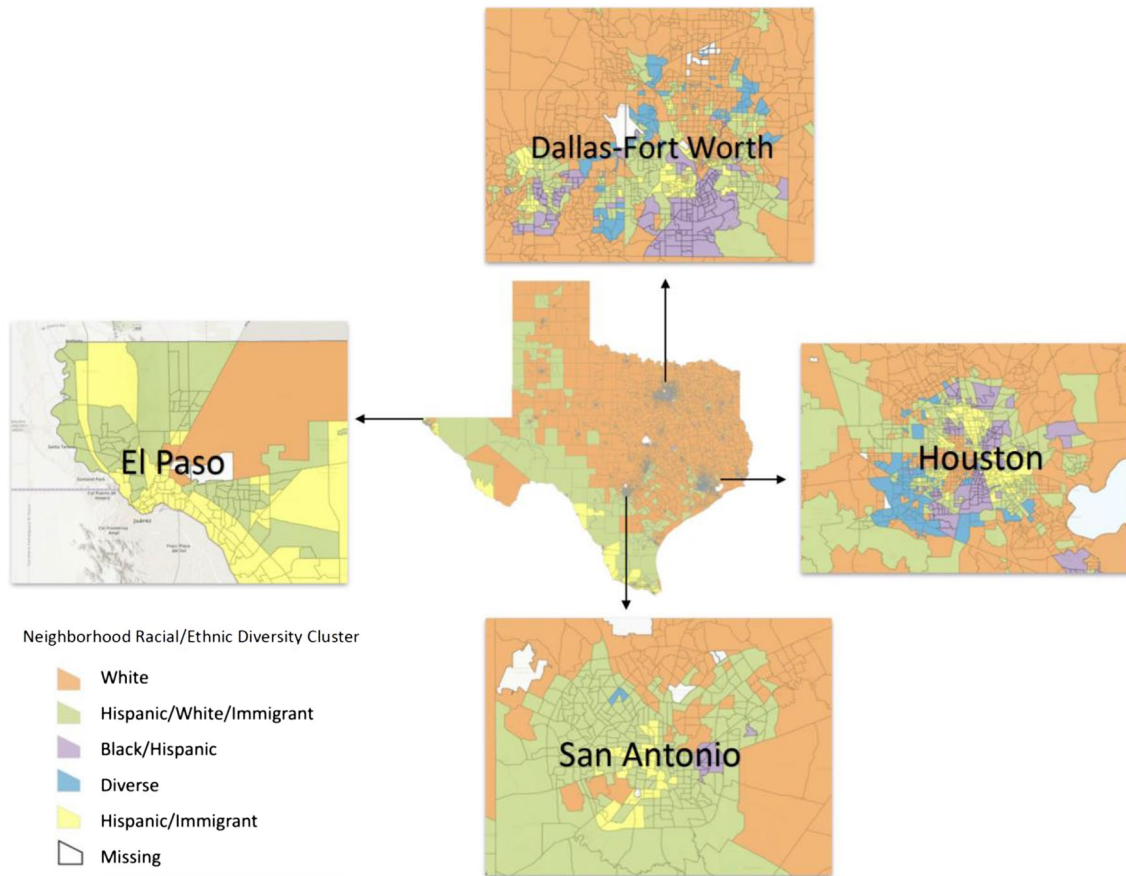 Dallas-Fort Worth
El Paso
Juárez
Houston
San Antonio
Neighborhood Racial/Ethnic Diversity Cluster
White
Hispanic/White/Immigrant
Black/Hispanic
Diverse
Hispanic/Immigrant
Missing